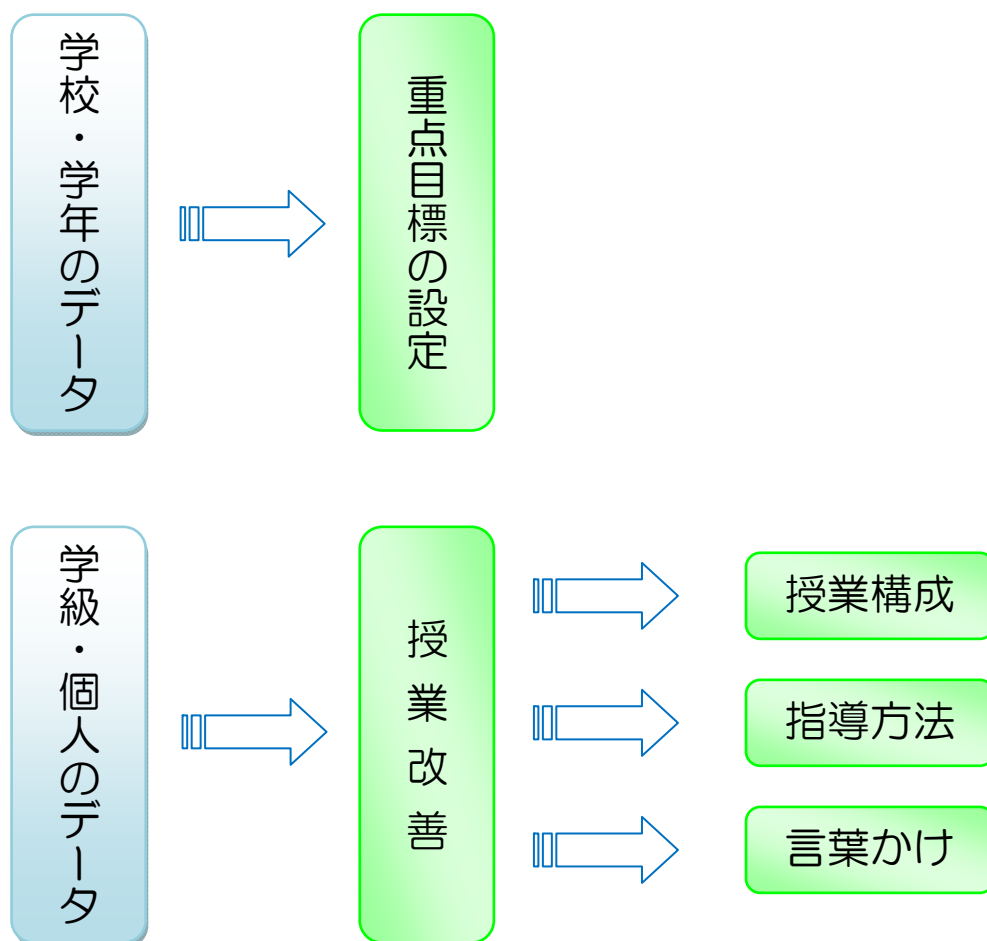 学校・学年のデータ
重点目標の設定
学級・個人のデータ
授業改善
授業構成
指導方法
言葉かけ